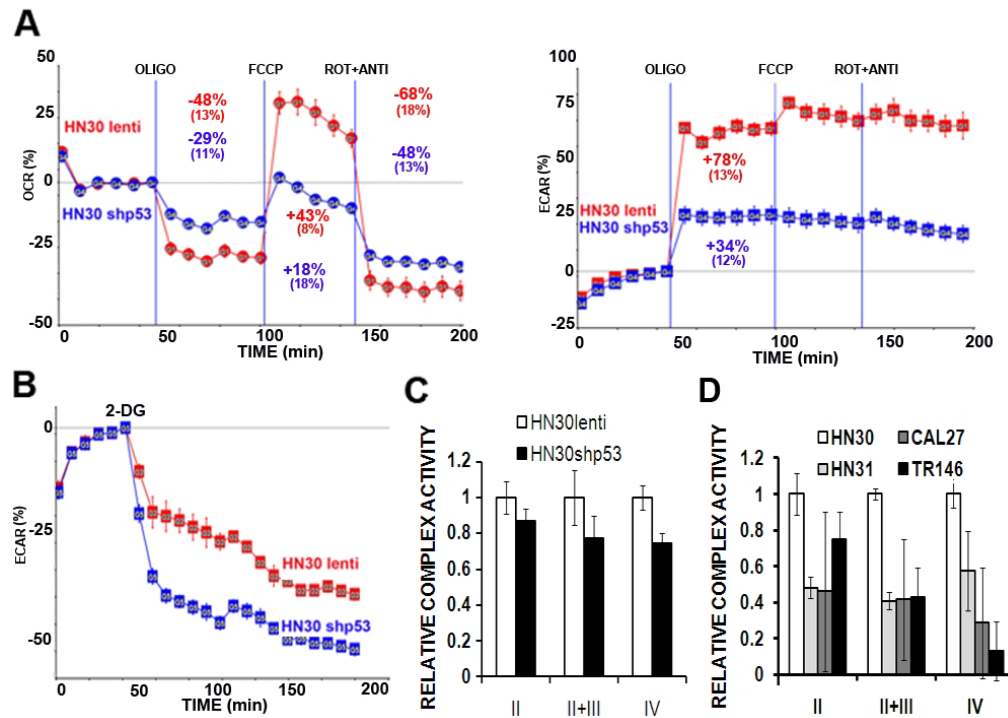 A
50
25
0
-25
-50
OCR (%)
OLIGO
FCCP
ROT+ANTI
-48%
(13%)
-29%
(11%)
-68%
(18%)
-48%
(13%)
HN30 lenti
HN30 shp53
+43%
(8%)
+18%
(18%)
0 50 100 150 200
TIME (min)
100
75
50
25
0
-25
ECAR (%)
OLIGO
FCCP
ROT+ANTI
+78%
(13%)
HN30 lenti
HN30 shp53
+34%
(12%)
0 50 100 150 200
TIME (min)
B
2-DG
0
-25
-50
ECAR (%)
HN30 lenti
HN30 shp53
0 50 100 150 200
TIME (min)
C
HN30lenti
HN30shp53
RELATIVE COMPLEX ACTIVITY
1.2
1
0.8
0.6
0.4
0.2
0
II II+III IV
D
HN30 CAL27
HN31 TR146
RELATIVE COMPLEX ACTIVITY
1.2
1
0.8
0.6
0.4
0.2
0
II II+III IV